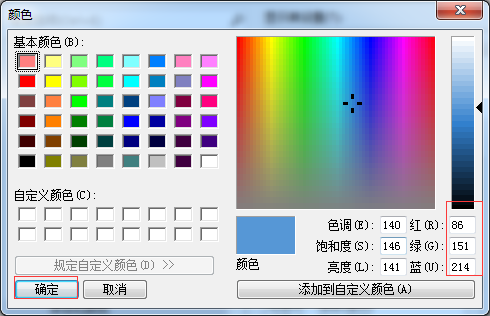 颜色
基本颜色(B):
自定义颜色(C):
规定自定义颜色(D) >>
确定
取消
颜色
色调(E): 140 红(R): 86
饱和度(S): 146 绿(G): 151
亮度(L): 141 蓝(U): 214
添加到自定义颜色(A)